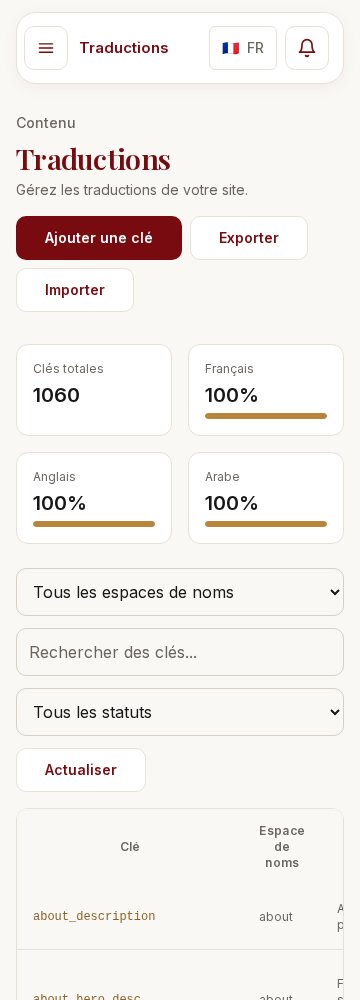 Traductions
FR
Contenu
Traductions
Gérez les traductions de votre site.
Ajouter une clé
Exporter
Importer
Clés totales
1060
Français
100%
Anglais
100%
Arabe
100%
Tous les espaces de noms
Rechercher des clés...
Tous les statuts
Actualiser
Clé
Espace
de
noms
about_description
about
about_hero_desc
about